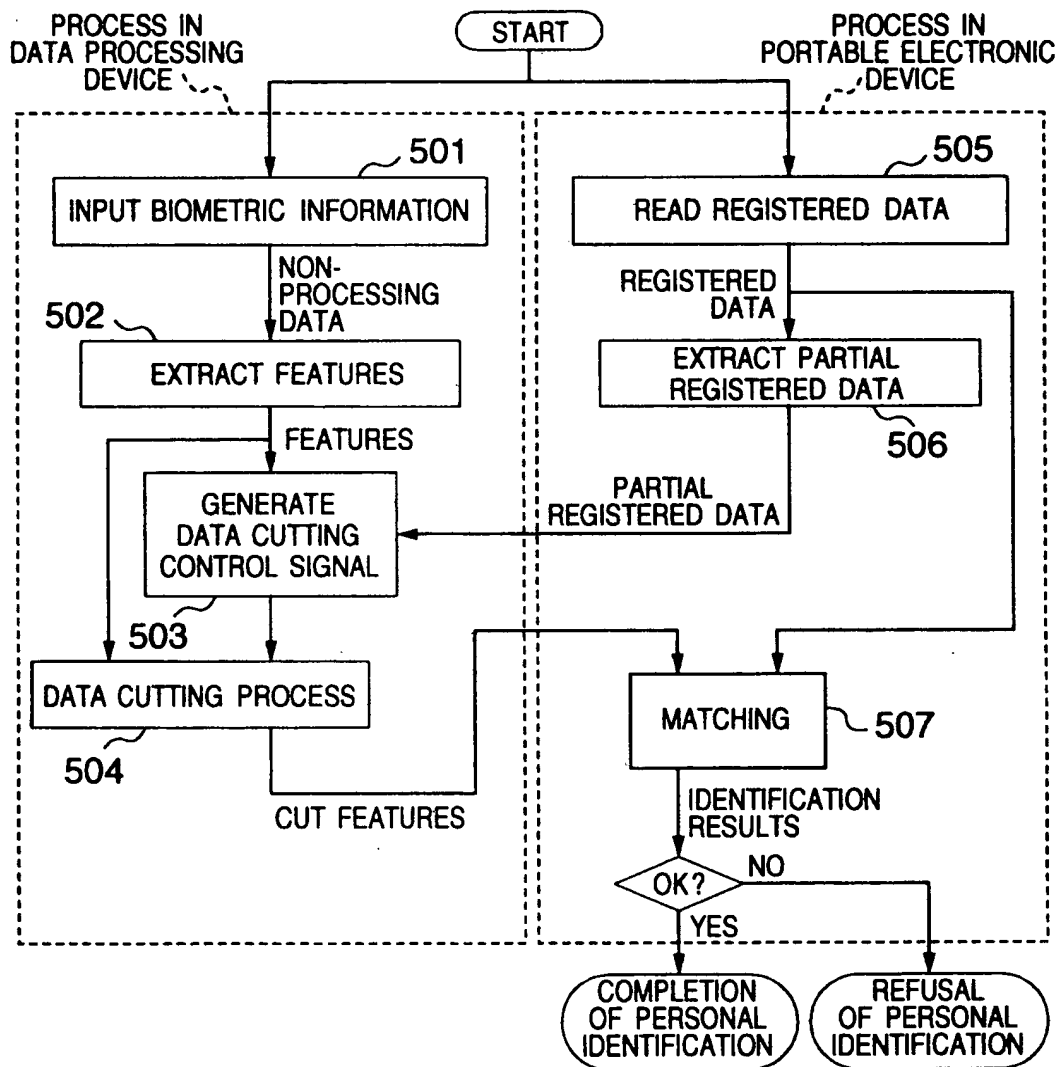 PROCESS IN
DATA PROCESSING
DEVICE
START
PROCESS IN
PORTABLE ELECTRONIC
DEVICE
501
INPUT BIOMETRIC INFORMATION
NON-
PROCESSING
DATA
502
EXTRACT FEATURES
FEATURES
GENERATE
DATA CUTTING
CONTROL SIGNAL
503
DATA CUTTING PROCESS
504
CUT FEATURES
505
READ REGISTERED DATA
REGISTERED
DATA
EXTRACT PARTIAL
REGISTERED DATA
506
PARTIAL
REGISTERED DATA
MATCHING
507
IDENTIFICATION
RESULTS
OK?
NO
YES
COMPLETION
OF PERSONAL
IDENTIFICATION
REFUSAL
OF PERSONAL
IDENTIFICATION